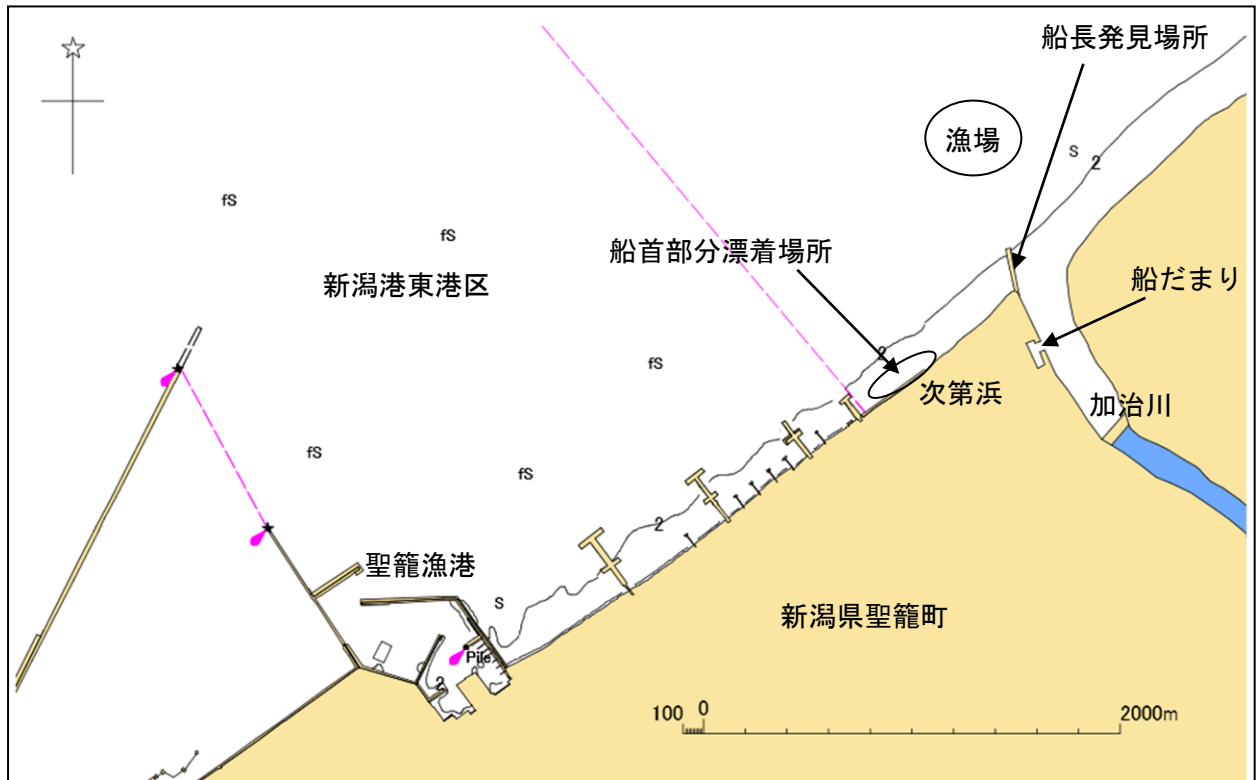 船長発見場所
漁場
S
2
fS
fS
船首部分漂着場所
船だまり
新潟港東港区
2
fS
次第浜
加治川
fS
fS
2
聖籠漁港
S
新潟県聖籠町
Pile
2
100 0 2000m